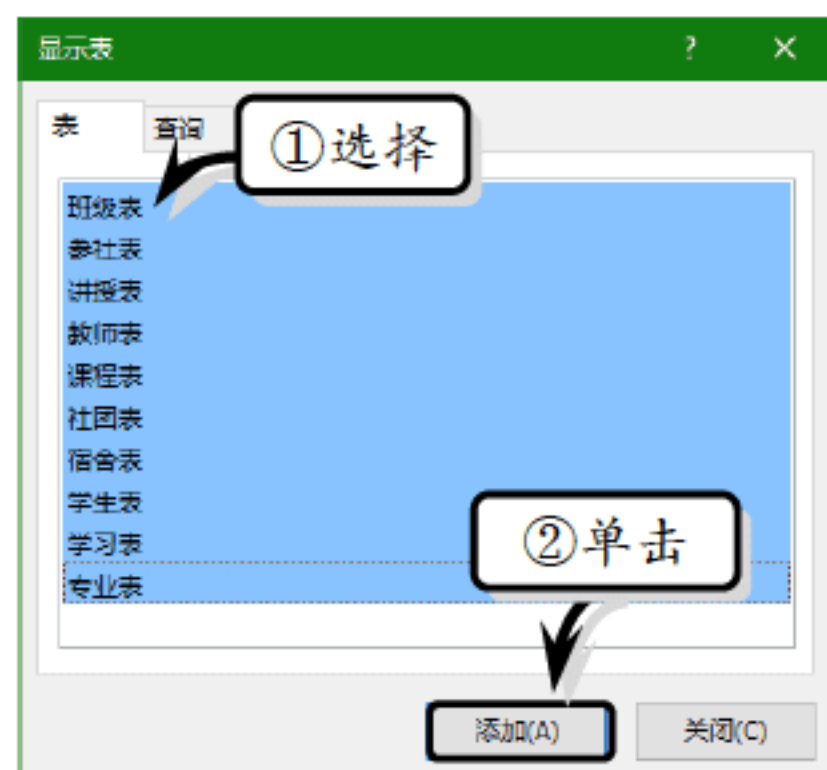 显示表 ? ×
表 查询
①选择
班级表
参社表
讲授表
教师表
课程表
社团表
宿舍表
学生表
学习表
专业表
②单击
添加(A) 关闭(C)